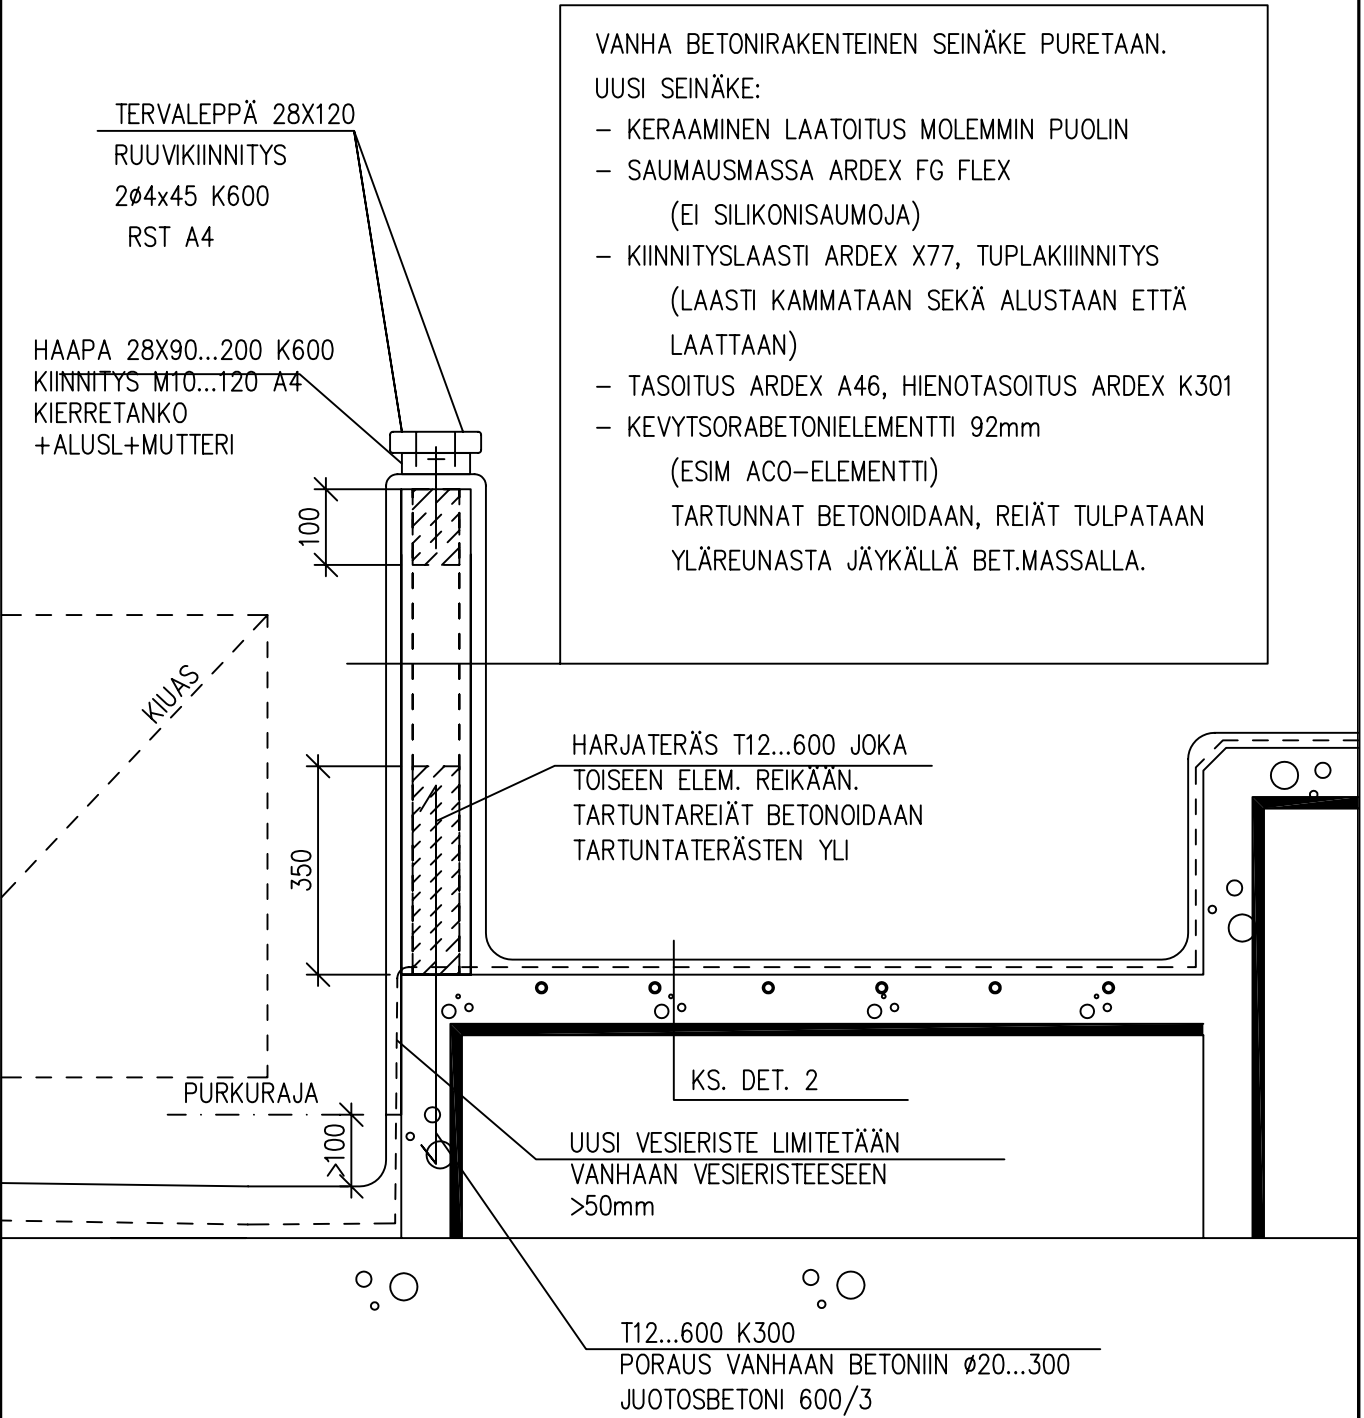 VANHA BETONIRAKENTEINEN SEINÄKE PURETAAN.
UUSI SEINÄKE:
– KERAAMINEN LAATOITUS MOLEMMIN PUOLIN
– SAUMAUSMASSA ARDEX FG FLEX
(EI SILIKONISAUMOJA)
– KIINNITYSLAASTI ARDEX X77, TUPLAKIIINNITYS
(LAASTI KAMMATAAN SEKÄ ALUSTAAN ETTÄ
LAATTAAN)
– TASOITUS ARDEX A46, HIENOTASOITUS ARDEX K301
– KEVYTSORABETONIELEMENTTI 92mm
(ESIM ACO–ELEMENTTI)
TARTUNNAT BETONOIDAAN, REIÄT TULPATAAN
YLÄREUNASTA JÄYKÄLLÄ BET.MASSALLA.
TERVALEPPÄ 28X120
RUUVIKIINNITYS
2ø4x45 K600
RST A4
HAAPA 28X90...200 K600
KIINNITYS M10...120 A4
KIERRETANKO
+ALUSL+MUTTERI
100
KIUAS
HARJATERÄS T12...600 JOKA
TOISEEN ELEM. REIKÄÄN.
TARTUNTAREIÄT BETONOIDAAN
TARTUNTATERÄSTEN YLI
350
KS. DET. 2
PURKURAJA
>100
UUSI VESIERISTE LIMITETÄÄN
VANHAAN VESIERISTEESEEN
>50mm
T12...600 K300
PORAUS VANHAAN BETONIIN ø20...300
JUOTOSBETONI 600/3